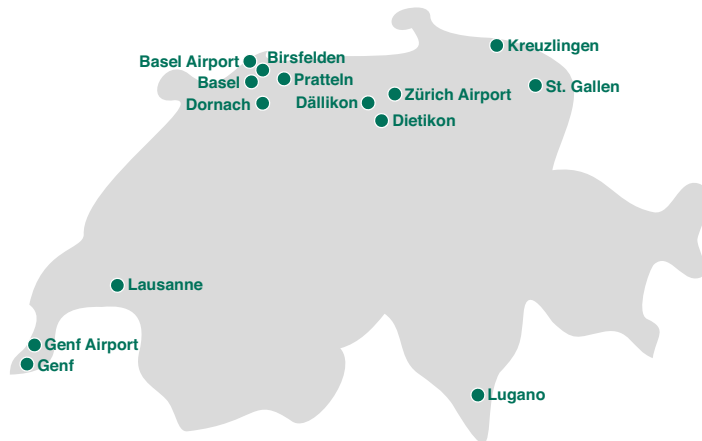 Kreuzlingen
Basel Airport
Birsfelden
Basel
Pratteln
St. Gallen
Dornach
Dällikon
Zürich Airport
Dietikon
Lausanne
Genf Airport
Genf
Lugano